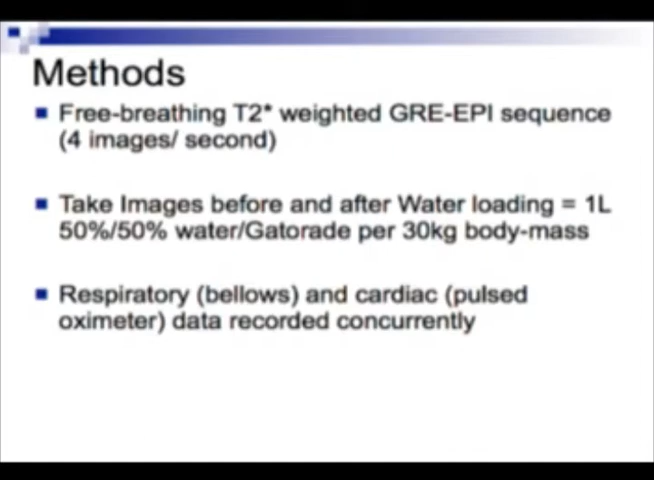 Methods
Free-breathing T2* weighted GRE-EPI sequence
(4 images/ second)
Take Images before and after Water loading = 1L
50%/50% water/Gatorade per 30kg body-mass
Respiratory (bellows) and cardiac (pulsed
oximeter) data recorded concurrently